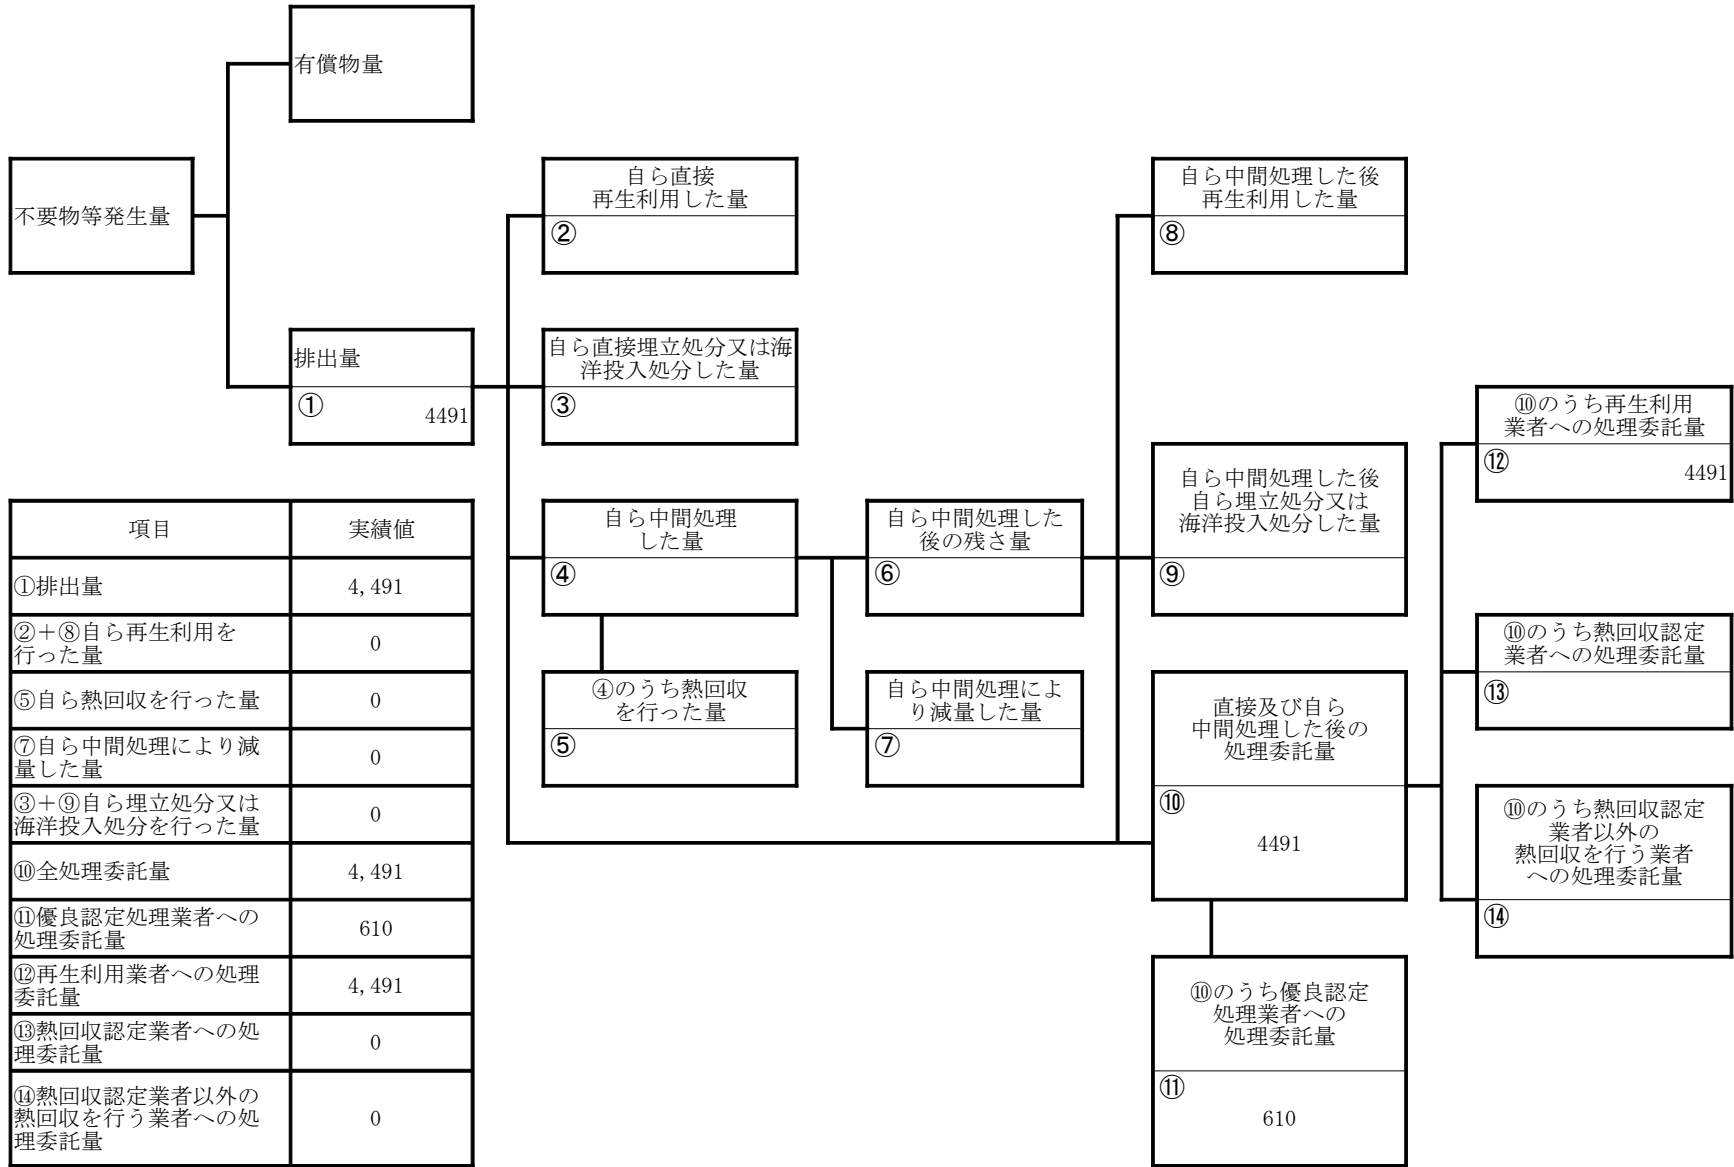 有償物量
不要物等発生量
自ら直接
再生利用した量
②
自ら中間処理した後
再生利用した量
⑧
排出量
①
4491
自ら直接埋立処分又は海
洋投入処分した量
③
⑩のうち再生利用
業者への処理委託量
⑫
4491
自ら中間処理
した量
④
自ら中間処理した
後の残さ量
⑥
自ら中間処理した後
自ら埋立処分又は
海洋投入処分した量
⑨
⑩のうち熱回収認定
業者への処理委託量
⑬
④のうち熱回収
を行った量
⑤
自ら中間処理によ
り減量した量
⑦
直接及び自ら
中間処理した後の
処理委託量
⑩
4491
⑩のうち熱回収認定
業者以外の
熱回収を行う業者
への処理委託量
⑭
⑩のうち優良認定
処理業者への
処理委託量
⑪
610
項目 実績値
①排出量 4,491
②＋⑧自ら再生利用を
行った量 0
⑤自ら熱回収を行った量 0
⑦自ら中間処理により減
量した量 0
③＋⑨自ら埋立処分又は
海洋投入処分を行った量 0
⑩全処理委託量 4,491
⑪優良認定処理業者への
処理委託量 610
⑫再生利用業者への処理
委託量 4,491
⑬熱回収認定業者への処
理委託量 0
⑭熱回収認定業者以外の
熱回収を行う業者への処
理委託量 0